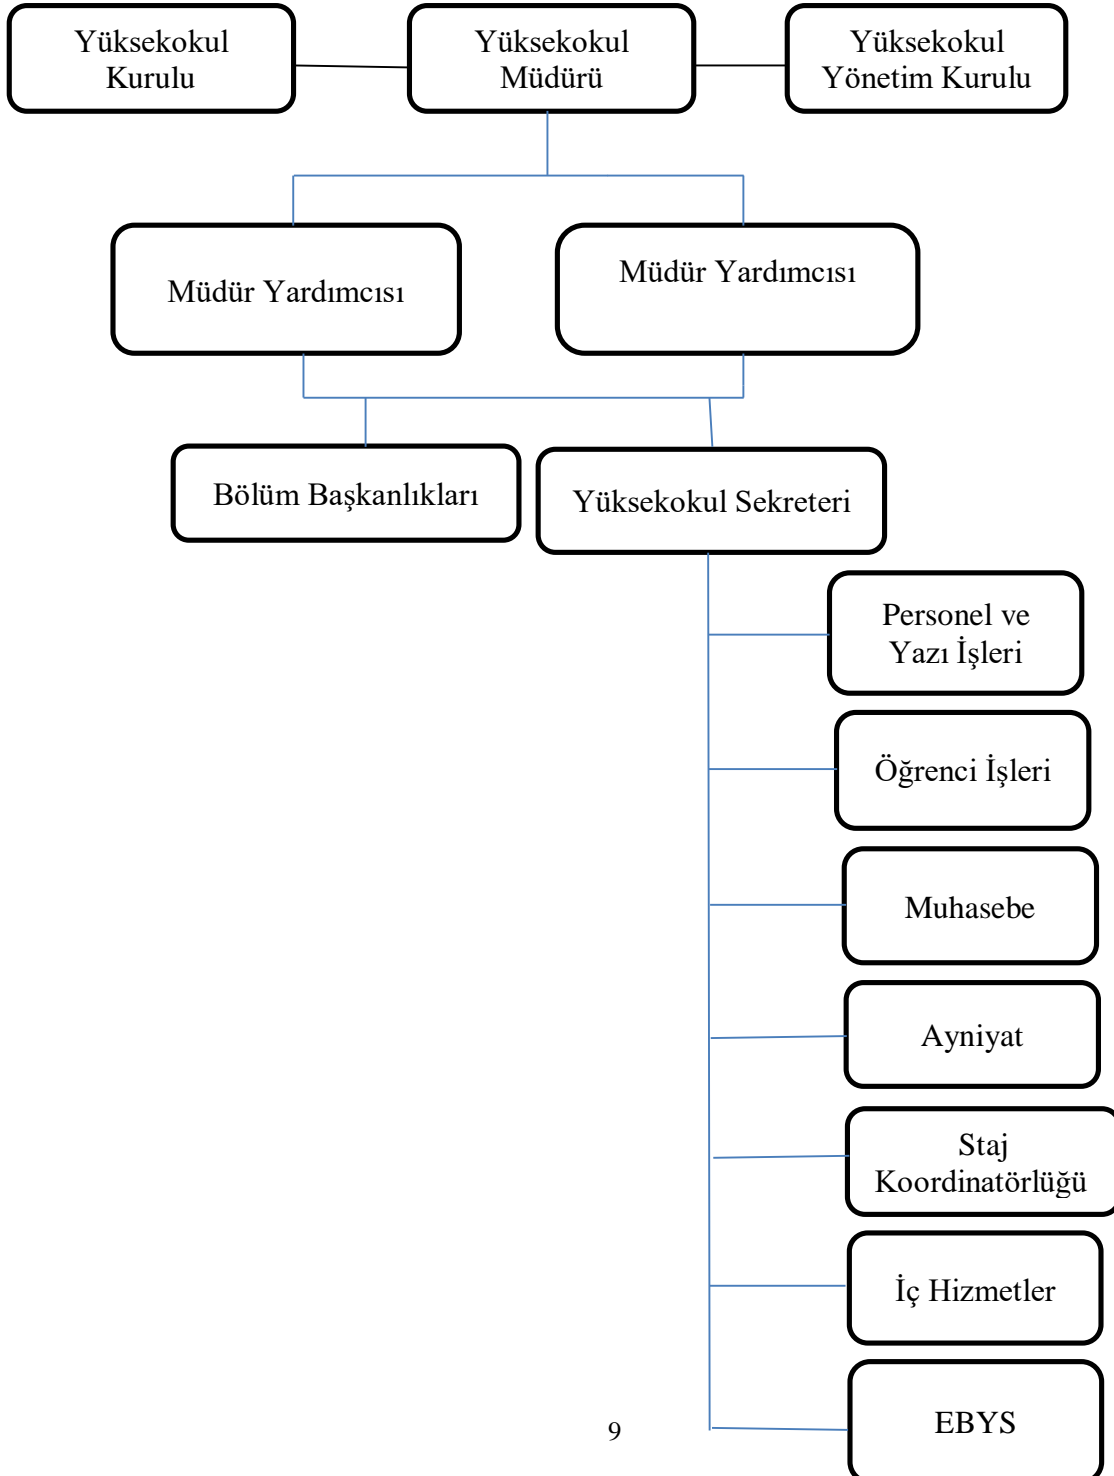 Yüksekokul
Kurulu
Yüksekokul
Müdürü
Yüksekokul
Yönetim Kurulu
Müdür Yardımcısı
Müdür Yardımcısı
Bölüm Başkanlıkları
Yüksekokul Sekreteri
Personel ve
Yazı İşleri
Öğrenci İşleri
Muhasebe
Ayniyat
Staj
Koordinatörlüğü
İç Hizmetler
EBYS
9